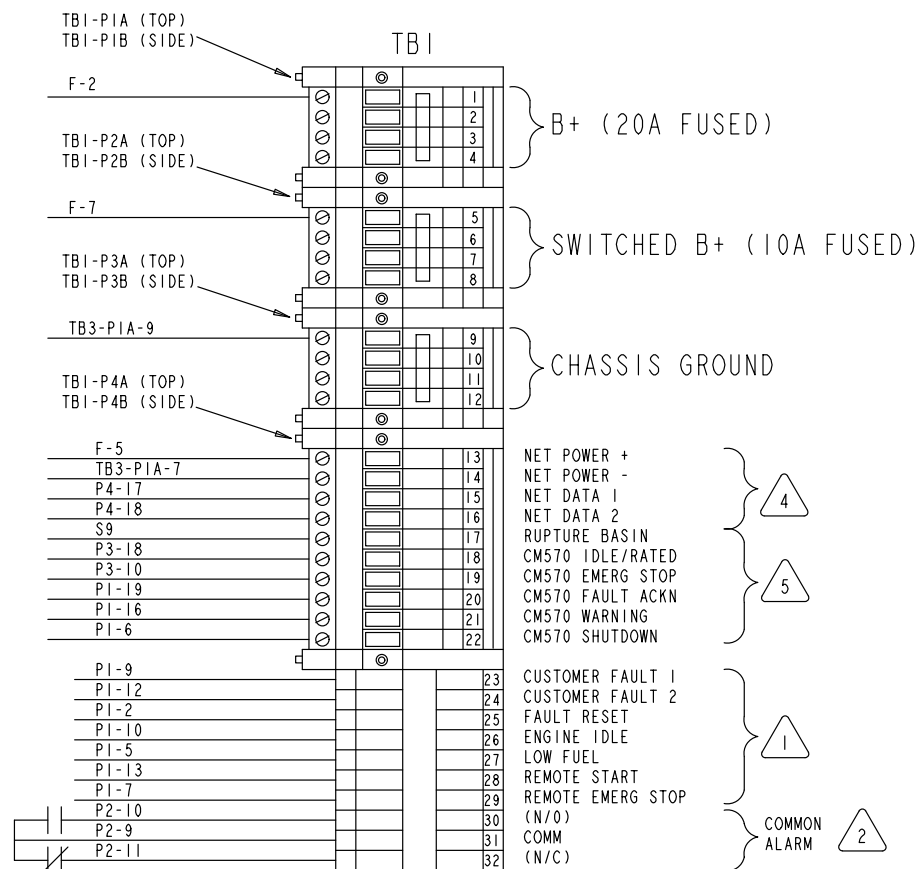 TB1-P1A (TOP)
TB1-P1B (SIDE)
TB1
F-2
1
2
3
4
B+ (20A FUSED)
TB1-P2A (TOP)
TB1-P2B (SIDE)
F-7
5
6
7
8
SWITCHED B+ (10A FUSED)
TB1-P3A (TOP)
TB1-P3B (SIDE)
TB3-P1A-9
9
10
11
12
CHASSIS GROUND
TB1-P4A (TOP)
TB1-P4B (SIDE)
F-5 13 NET POWER +
TB3-P1A-7 14 NET POWER -
P4-17 15 NET DATA 1
P4-18 16 NET DATA 2
4
S9 17 RUPTURE BASIN
P3-18 18 CM570 IDLE/RATED
P3-10 19 CM570 EMERG STOP
P1-19 20 CM570 FAULT ACKN
P1-16 21 CM570 WARNING
P1-6 22 CM570 SHUTDOWN
5
P1-9 23 CUSTOMER FAULT 1
P1-12 24 CUSTOMER FAULT 2
P1-2 25 FAULT RESET
P1-10 26 ENGINE IDLE
P1-5 27 LOW FUEL
P1-13 28 REMOTE START
P1-7 29 REMOTE EMERG STOP
1
P2-10 30 (N/O)
P2-9 31 COMM
P2-11 32 (N/C)
COMMON
ALARM
2